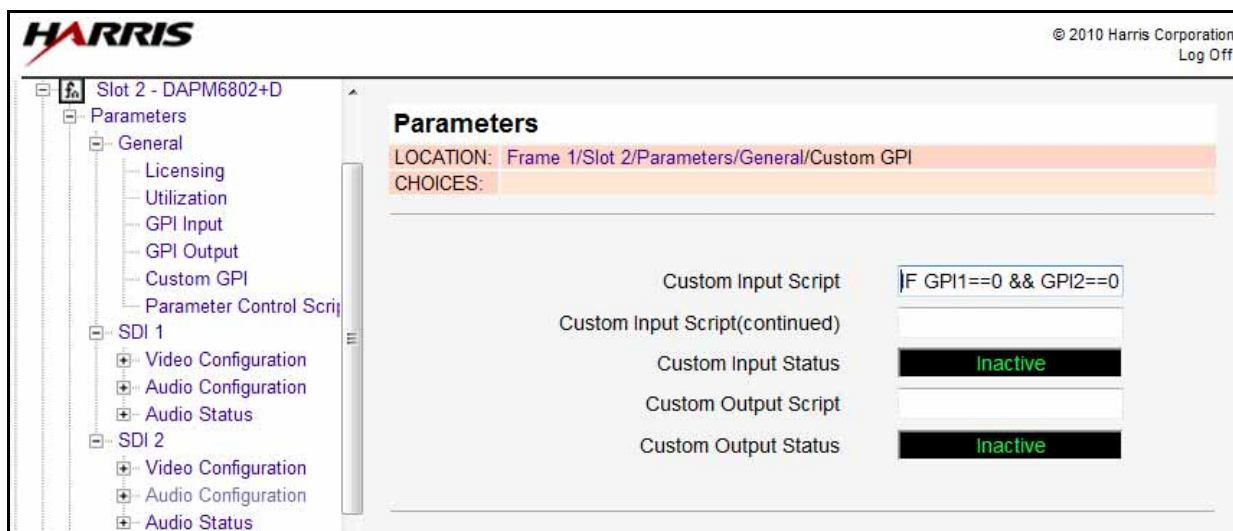 HARRIS
© 2010 Harris Corporation
Log Off
Slot 2 - DAPM6802+D
Parameters
General
Licensing
Utilization
GPI Input
GPI Output
Custom GPI
Parameter Control Scrip
SDI 1
Video Configuration
Audio Configuration
Audio Status
SDI 2
Video Configuration
Audio Configuration
Audio Status
Parameters
LOCATION: Frame 1/Slot 2/Parameters/General/Custom GPI
CHOICES:
Custom Input Script IF GPI1==0 && GPI2==0
Custom Input Script(continued)
Custom Input Status Inactive
Custom Output Script
Custom Output Status Inactive